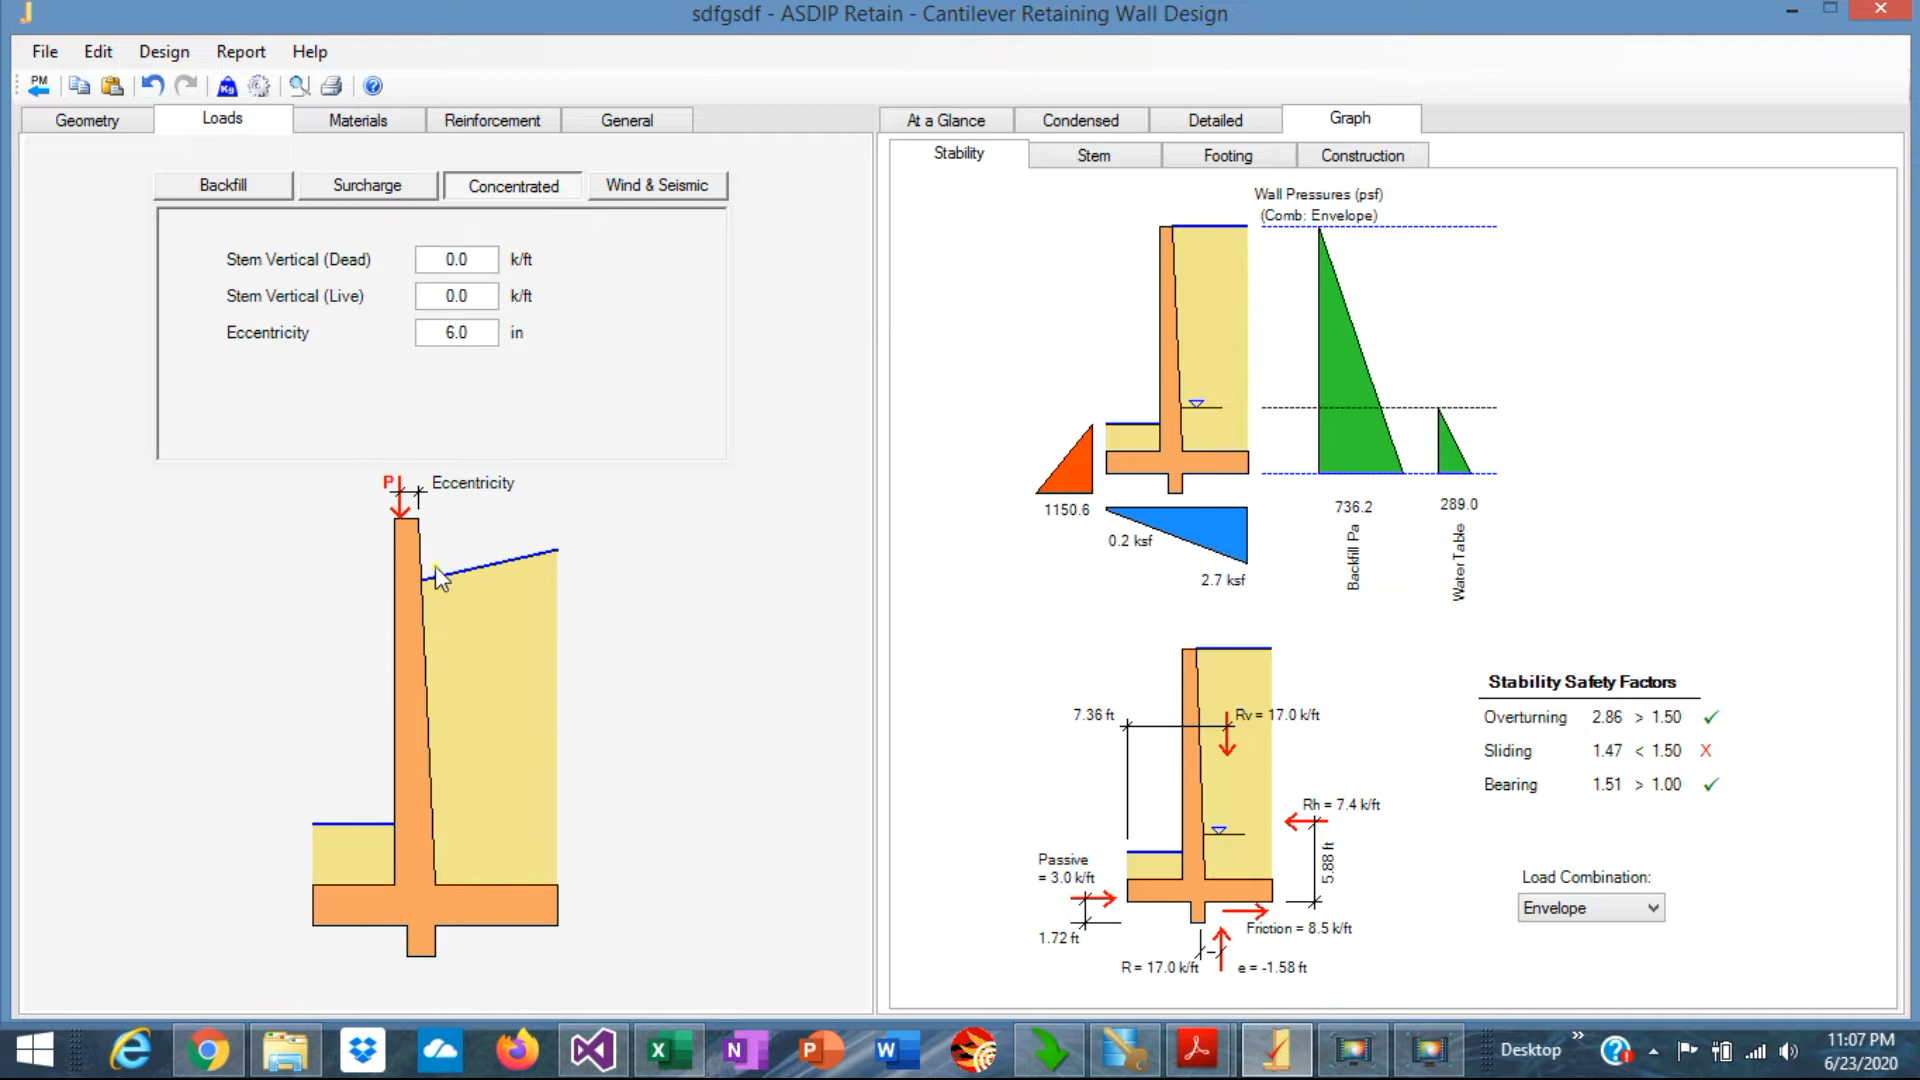 sdfgsdf - ASDIP Retain - Cantilever Retaining Wall Design
File Edit Design Report Help
PM
Kg
Geometry Loads Materials Reinforcement General
At a Glance Condensed Detailed Graph
Stability Stem Footing Construction
Backfill Surcharge Concentrated Wind & Seismic
Stem Vertical (Dead) 0.0 k/ft
Stem Vertical (Live) 0.0 k/ft
Eccentricity 6.0 in
P Eccentricity
Wall Pressures (psf)
(Comb: Envelope)
1150.6
0.2 ksf
2.7 ksf
736.2
Backfill Pa
289.0
Water Table
7.36 ft
Rv = 17.0 k/ft
Rh = 7.4 k/ft
5.88 ft
Passive
= 3.0 k/ft
1.72 ft
Friction = 8.5 k/ft
R = 17.0 k/ft
e = -1.58 ft
Stability Safety Factors
Overturning 2.86 > 1.50 ✓
Sliding 1.47 < 1.50 X
Bearing 1.51 > 1.00 ✓
Load Combination:
Envelope
Desktop
11:07 PM
6/23/2020